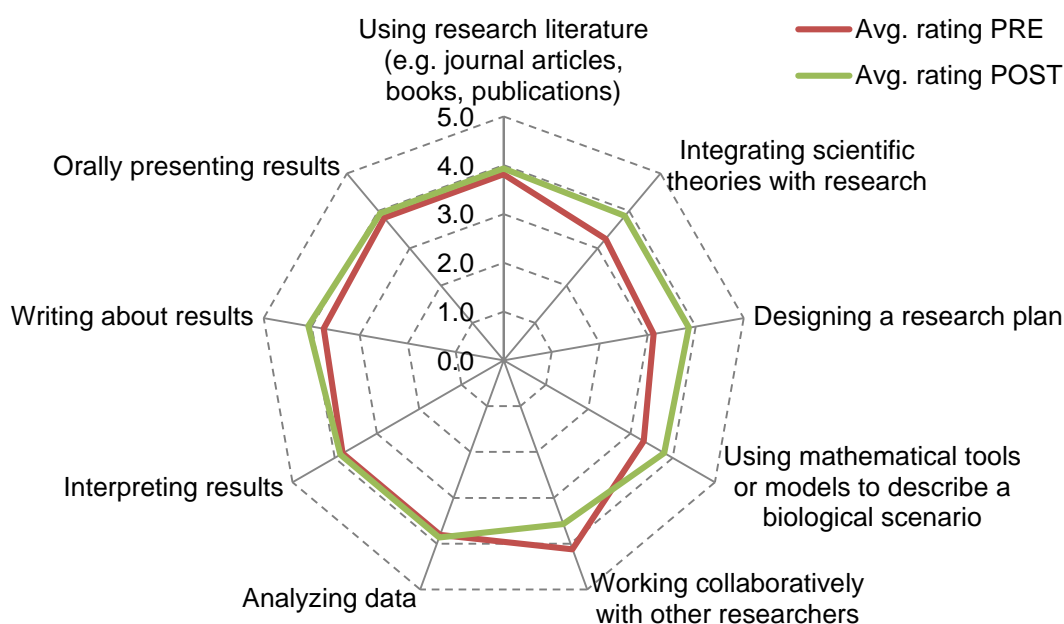 Using research literature
(e.g. journal articles,
books, publications)
Avg. rating PRE
Avg. rating POST
5.0
4.0
3.0
2.0
1.0
0.0
Integrating scientific
theories with research
Designing a research plan
Using mathematical tools
or models to describe a
biological scenario
Working collaboratively
with other researchers
Analyzing data
Interpreting results
Writing about results
Orally presenting results